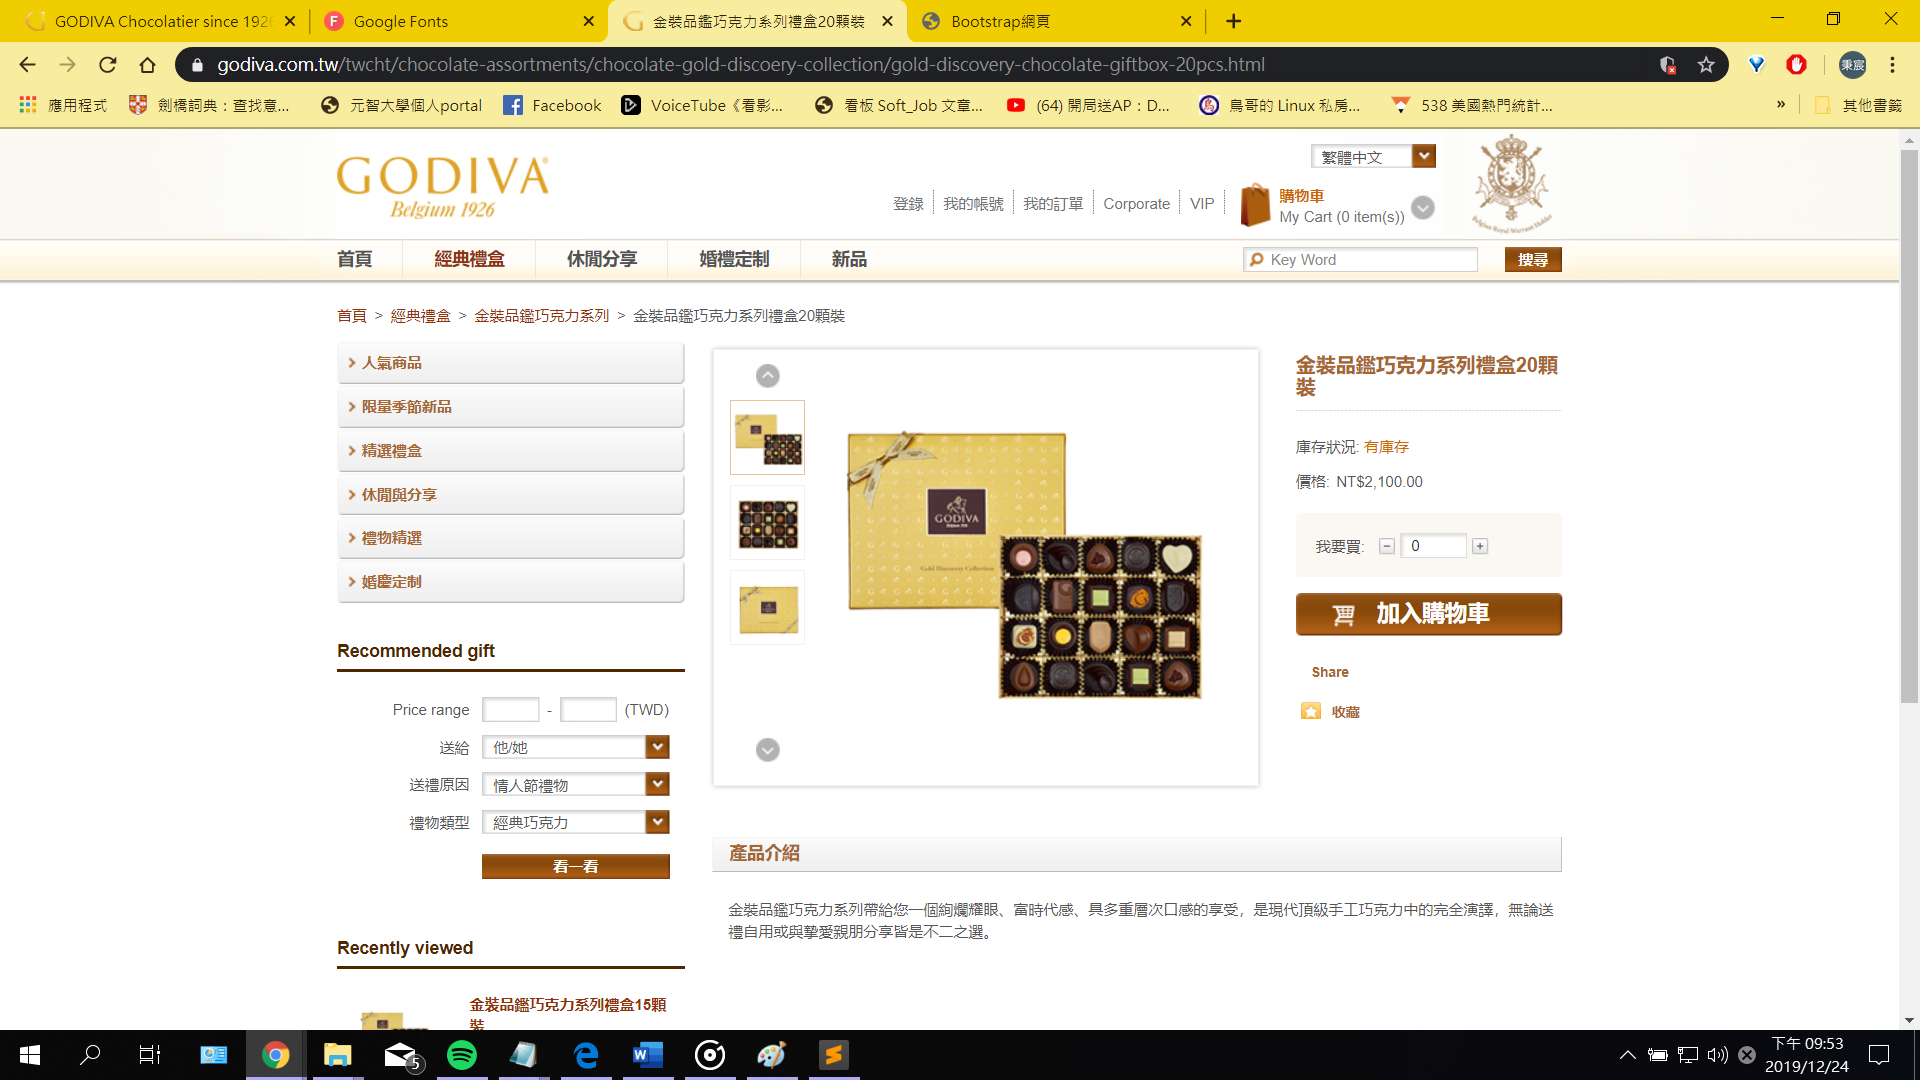 GODIVA Chocolatier since 1926
Google Fonts
金裝品鑑巧克力系列禮盒20顆裝
Bootstrap網頁
godiva.com.tw/twcht/chocolate-assortments/chocolate-gold-discoery-collection/gold-discovery-chocolate-giftbox-20pcs.html
秉宸
應用程式
劍橋詞典：查找意...
元智大學個人portal
Facebook
VoiceTube《看影...
看板 Soft_Job 文章...
(64) 開局送AP：D...
鳥哥的 Linux 私房...
538 美國熱門統計...
»
其他書籤
GODIVA
Belgium 1926
繁體中文
登錄
我的帳號
我的訂單
Corporate
VIP
購物車
My Cart (0 item(s))
Belgian Royal Warrant Holder
首頁
經典禮盒
休閒分享
婚禮定制
新品
Key Word
搜尋
首頁 > 經典禮盒 > 金裝品鑑巧克力系列 > 金裝品鑑巧克力系列禮盒20顆裝
人氣商品
限量季節新品
精選禮盒
休閒與分享
禮物精選
婚慶定制
Recommended gift
Price range - (TWD)
送給 他/她
送禮原因 情人節禮物
禮物類型 經典巧克力
看一看
Recently viewed
金裝品鑑巧克力系列禮盒15顆
裝
GODIVA
Belgium 1926
Gold Discovery Collection
金裝品鑑巧克力系列禮盒20顆
裝
庫存狀況: 有庫存
價格: NT$2,100.00
我要買: 0
加入購物車
Share
收藏
產品介紹
金裝品鑑巧克力系列帶給您一個絢爛耀眼、富時代感、具多重層次口感的享受，是現代頂級手工巧克力中的完全演譯，無論送
禮自用或與摯愛親朋分享皆是不二之選。
5
下午 09:53
2019/12/24